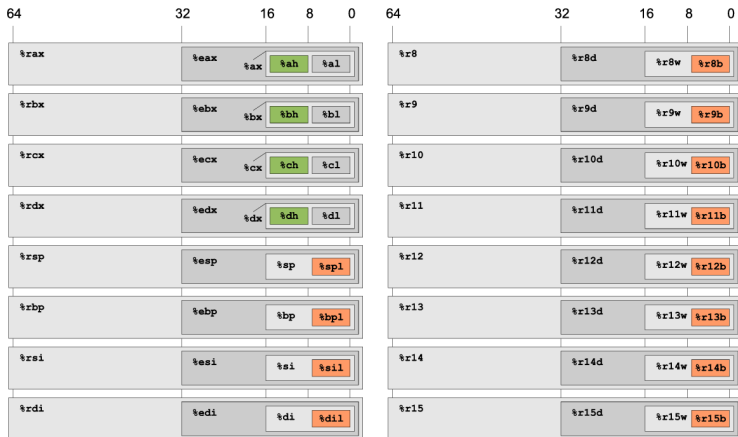 64 32 16 8 0 64 32 16 8 0
%rax %eax %ax %ah %al %r8 %r8d %r8w %r8b
%rbx %ebx %bx %bh %bl %r9 %r9d %r9w %r9b
%rcx %ecx %cx %ch %cl %r10 %r10d %r10w %r10b
%rdx %edx %dx %dh %dl %r11 %r11d %r11w %r11b
%rsp %esp %sp %spl %r12 %r12d %r12w %r12b
%rbp %ebp %bp %bpl %r13 %r13d %r13w %r13b
%rsi %esi %si %sil %r14 %r14d %r14w %r14b
%rdi %edi %di %dil %r15 %r15d %r15w %r15b